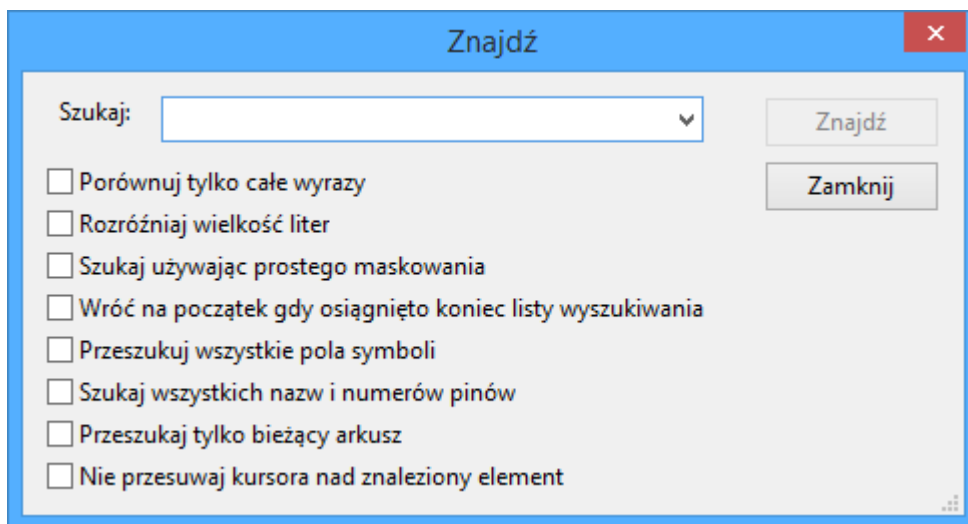 Znajdź
Szukaj:
Znajdź
Porównuj tylko całe wyrazy
Zamknij
Rozróźniaj wielkość liter
Szukaj używając prostego maskowania
Wróć na początek gdy osiągnięto koniec listy wyszukiwania
Przeszukuj wszystkie pola symboli
Szukaj wszystkich nazw i numerów pinów
Przeszukaj tylko bieżący arkusz
Nie przesuwaj kursora nad znaleziony element